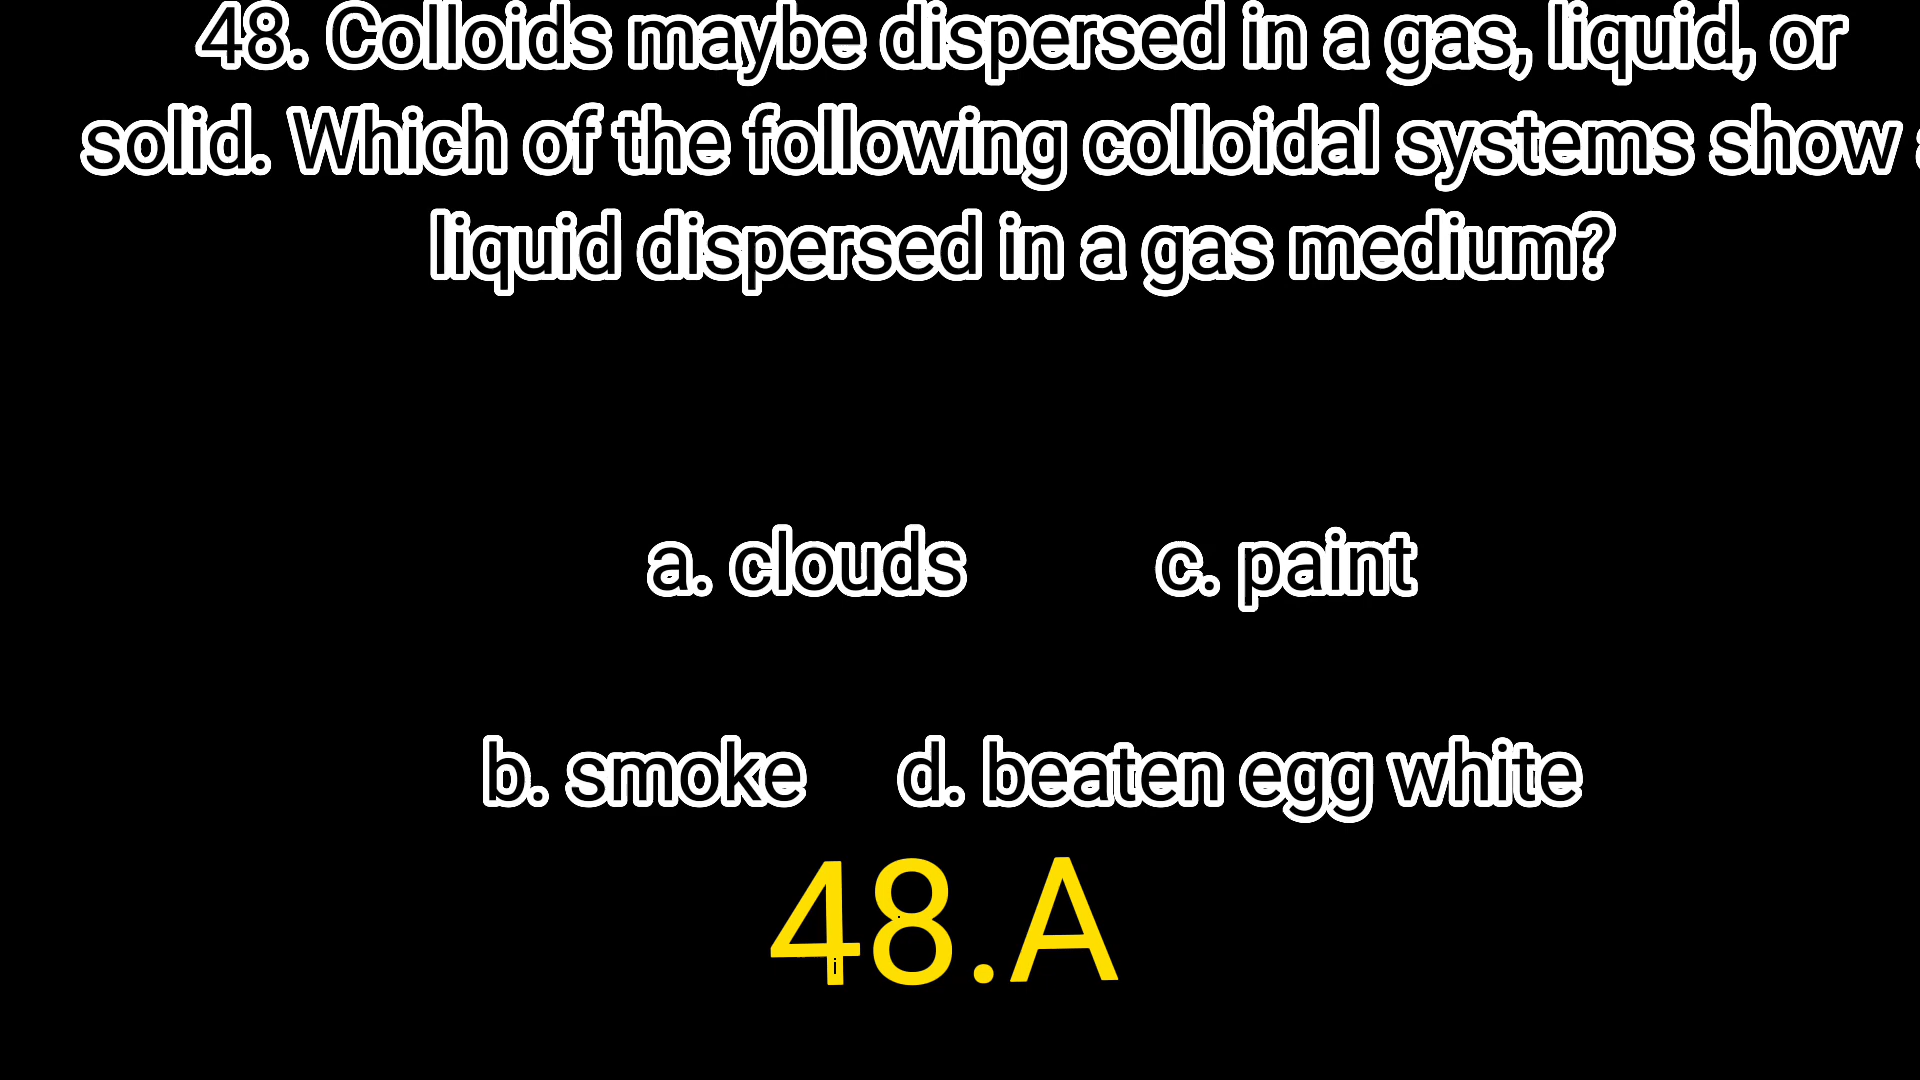 48. Colloids maybe dispersed in a gas, liquid, or
solid. Which of the following colloidal systems show a
liquid dispersed in a gas medium?
a. clouds c. paint
b. smoke d. beaten egg white
48.A